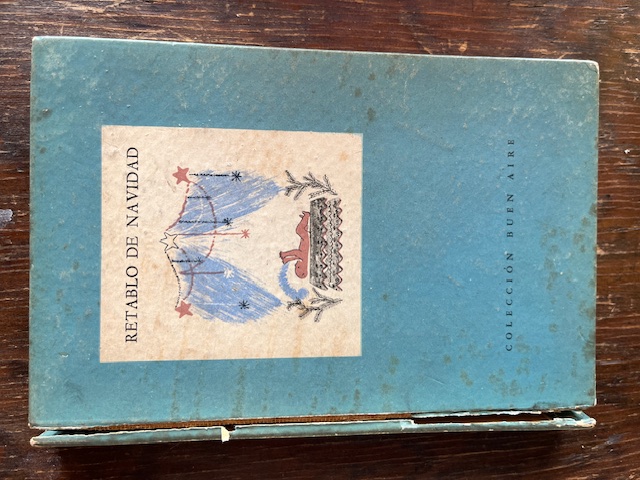 RETABLO DE NAVIDAD
COLECCIÓN BUEN AIRE